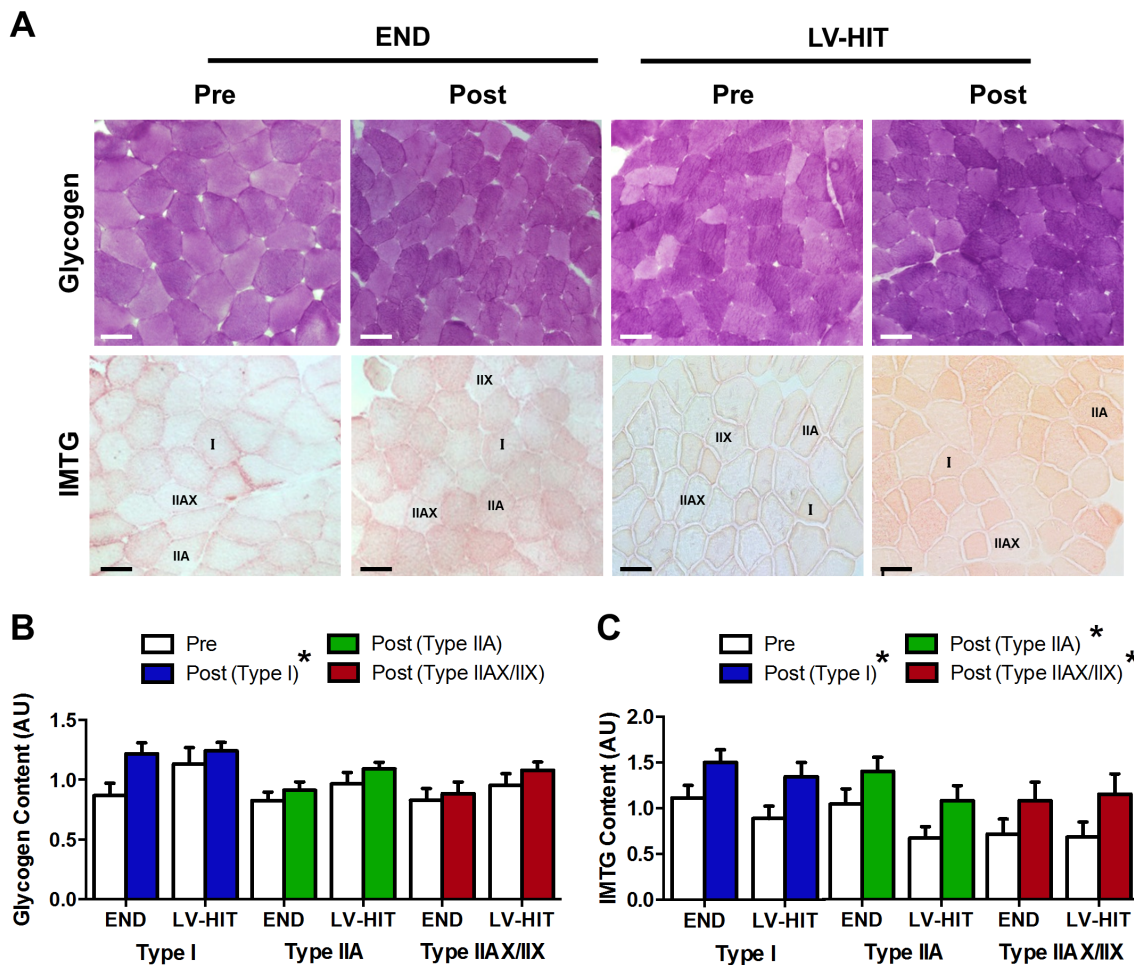 A
END
LV-HIT
Pre
Post
Pre
Post
Glycogen
IMTG
I
IIAX
IIA
IIX
I
IIA
IIAX
IIX
IIA
IIAX
I
IIA
I
IIAX
B
Pre
Post (Type IIA)
Post (Type I) *
Post (Type IIAX/IIX)
Glycogen Content (AU)
1.5
1.0
0.5
0.0
END LV-HIT END LV-HIT END LV-HIT
Type I Type IIA Type IIAX/IIX
C
Pre
Post (Type IIA) *
Post (Type I) *
Post (Type IIAX/IIX) *
IMTG Content (AU)
2.0
1.5
1.0
0.5
0.0
END LV-HIT END LV-HIT END LV-HIT
Type I Type IIA Type IIAX/IIX